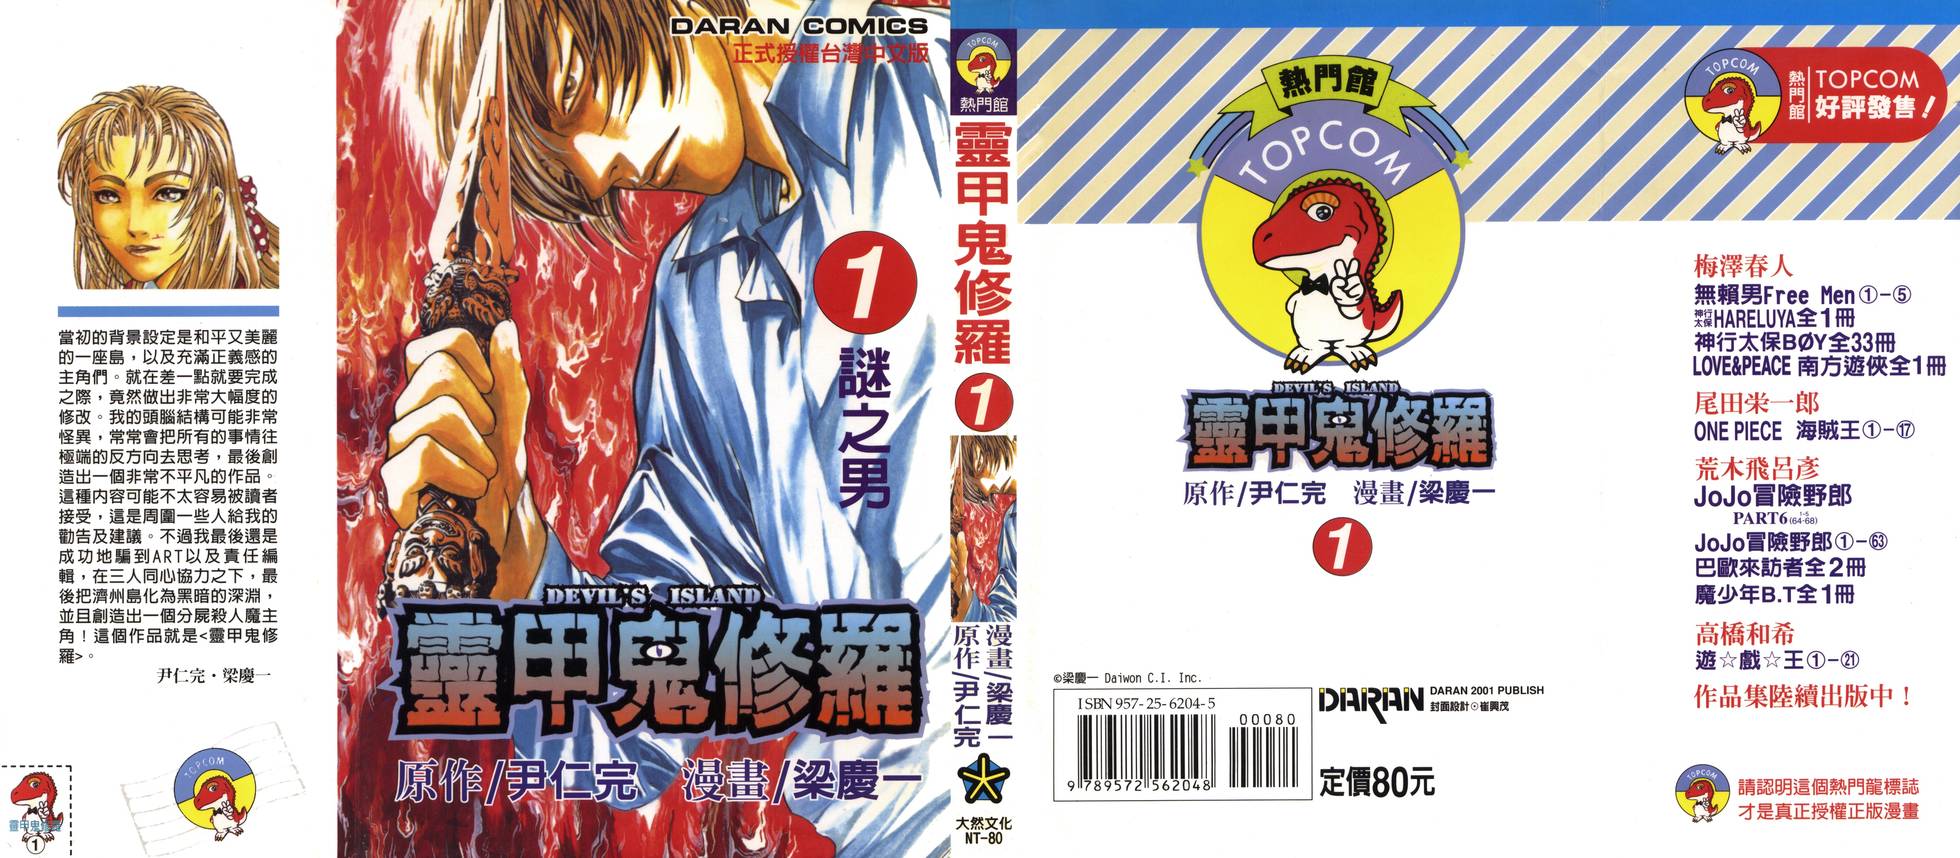 當初的背景設定是和平又美麗
的一座島，以及充滿正義感的
主角們。就在差一點就要完成
之際，竟然做出非常大幅度的
修改。我的頭腦結構可能非常
怪異，常常會把所有的事情往
極端的反方向去思考，最後創
造出一個非常不平凡的作品。
這種內容可能不太容易被讀者
接受，這是周圍一些人給我的
勸告及建議。不過我最後還是
成功地騙到ART以及責任編
輯，在三人同心協力之下，最
後把濟州島化為黑暗的深淵，
並且創造出一個分屍殺人魔主
角！這個作品就是<靈甲鬼修
羅>。
尹仁完・梁慶一
TOPCOM
靈甲鬼修羅
1
DARAN COMICS
正式授權台灣中文版
1
謎之男
DEVIL'S ISLAND
靈甲鬼修羅
原作/尹仁完 漫畫/梁慶一
TOPCOM
熱門館
靈甲鬼修羅
1
漫畫/梁慶一
原作/尹仁完
大然文化
NT-80
熱門館
TOPCOM
DEVIL'S ISLAND
靈甲鬼修羅
原作/尹仁完 漫畫/梁慶一
1
©梁慶一 Daiwon C.I. Inc.
ISBN 957-25-6204-5
00080
9 789572 562048
DARAN
DARAN 2001 PUBLISH
封面設計⊙崔興茂
定價80元
TOPCOM
熱門館
TOPCOM
好評發售！
梅澤春人
無賴男Free Men①-⑤
神行太保HARELUYA全1冊
神行太保BØY全33冊
LOVE&PEACE 南方遊俠全1冊
尾田栄一郎
ONE PIECE 海賊王①-⑰
荒木飛呂彥
JoJo冒險野郎
PART6 1-5 (64-68)
JoJo冒險野郎①-63
巴歐來訪者全2冊
魔少年B.T全1冊
高橋和希
遊☆戲☆王①-㉑
作品集陸續出版中！
TOPCOM
請認明這個熱門龍標誌
才是真正授權正版漫畫